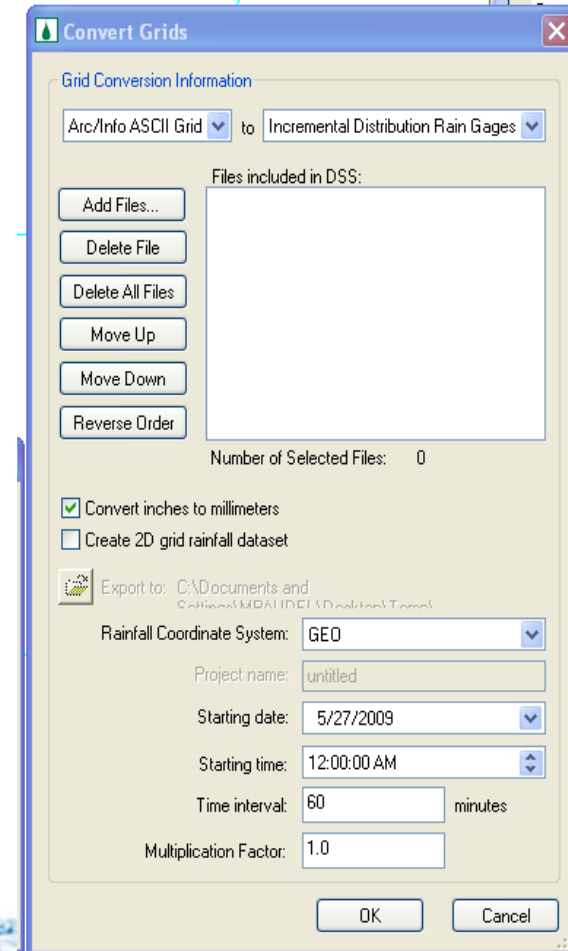 Convert Grids
Grid Conversion Information
Arc/Info ASCII Grid to Incremental Distribution Rain Gages
Files included in DSS:
Add Files...
Delete File
Delete All Files
Move Up
Move Down
Reverse Order
Number of Selected Files: 0
Convert inches to millimeters
Create 2D grid rainfall dataset
Export to: C:\Documents and
Settings\MPAUDEL\Desktop\Temp\
Rainfall Coordinate System: GEO
Project name: untitled
Starting date: 5/27/2009
Starting time: 12:00:00 AM
Time interval: 60 minutes
Multiplication Factor: 1.0
OK Cancel